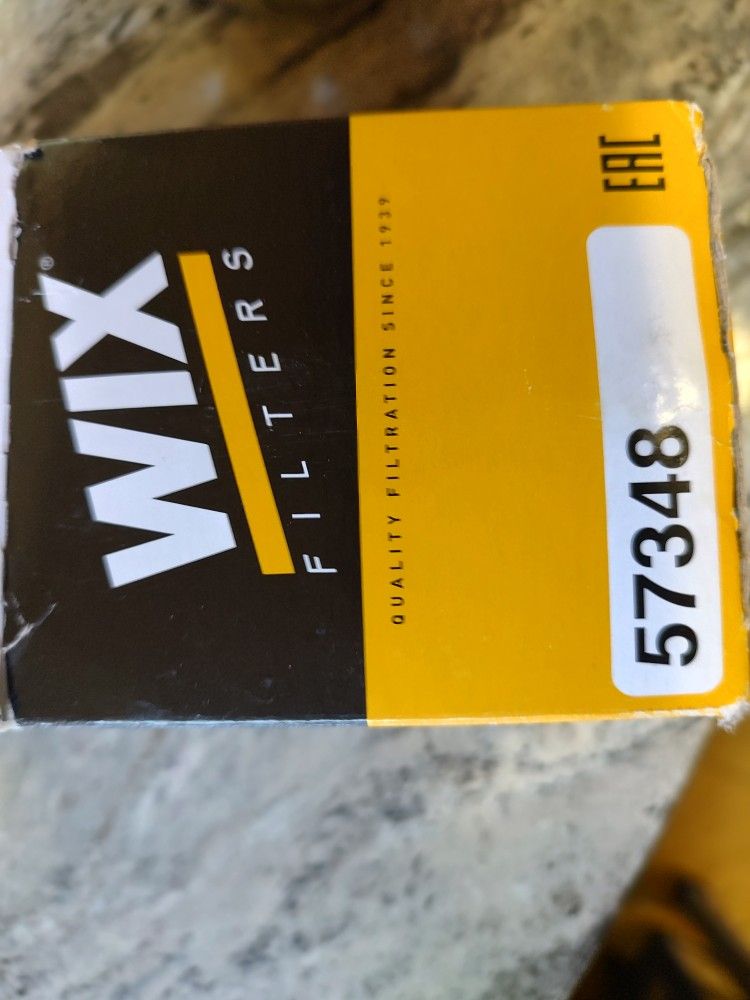 WIX®
FILTERS
QUALITY FILTRATION SINCE 1939
EAC
57348